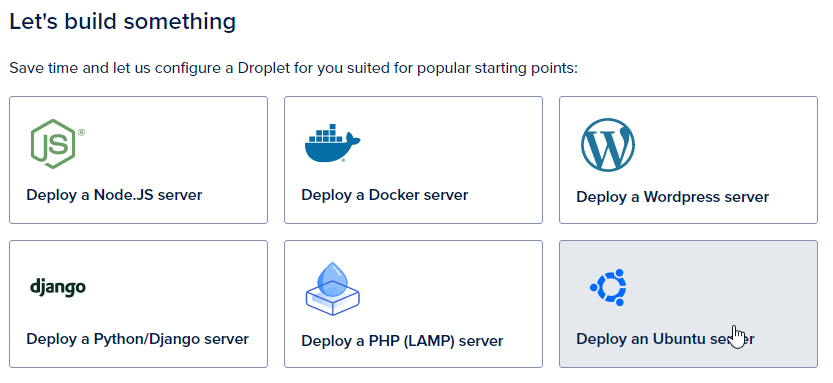 Let's build something
Save time and let us configure a Droplet for you suited for popular starting points:
JS®
W
Deploy a Node.JS server
Deploy a Docker server
Deploy a Wordpress server
django
Deploy a Python/Django server
Deploy a PHP (LAMP) server
Deploy an Ubuntu server